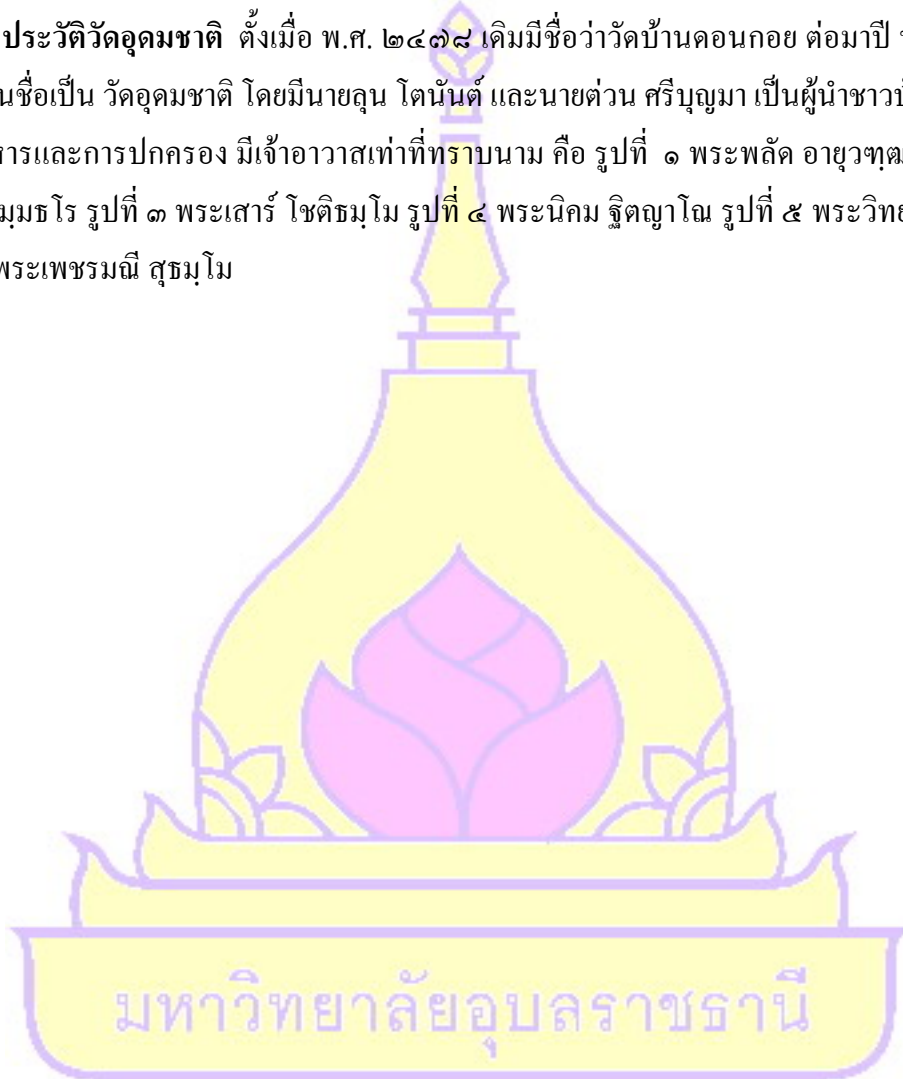 ประวัติวัดอุดมชาติ ตั้งเมื่อ พ.ศ. ๒๔๗๘ เดิมมีชื่อว่าวัดบ้านดอนกอย ต่อมาปี
นชื่อเป็น วัดอุดมชาติ โดยมีนายลุน โตนันต์ และนายต่วน ศรีบุญมา เป็นผู้นำชาว
หารและการปกครอง มีเจ้าอาวาสเท่าที่ทราบนาม คือ รูปที่ ๑ พระพลัด อายุวฑฺฒ
มฺมธโร รูปที่ ๓ พระเสาร์ โชติธมฺโม รูปที่ ๔ พระนิคม ฐิตญาโณ รูปที่ ๕ พระวิทย
พระเพชรมณี สุธมฺโม
มหาวิทยาลัยอุบลราชธานี